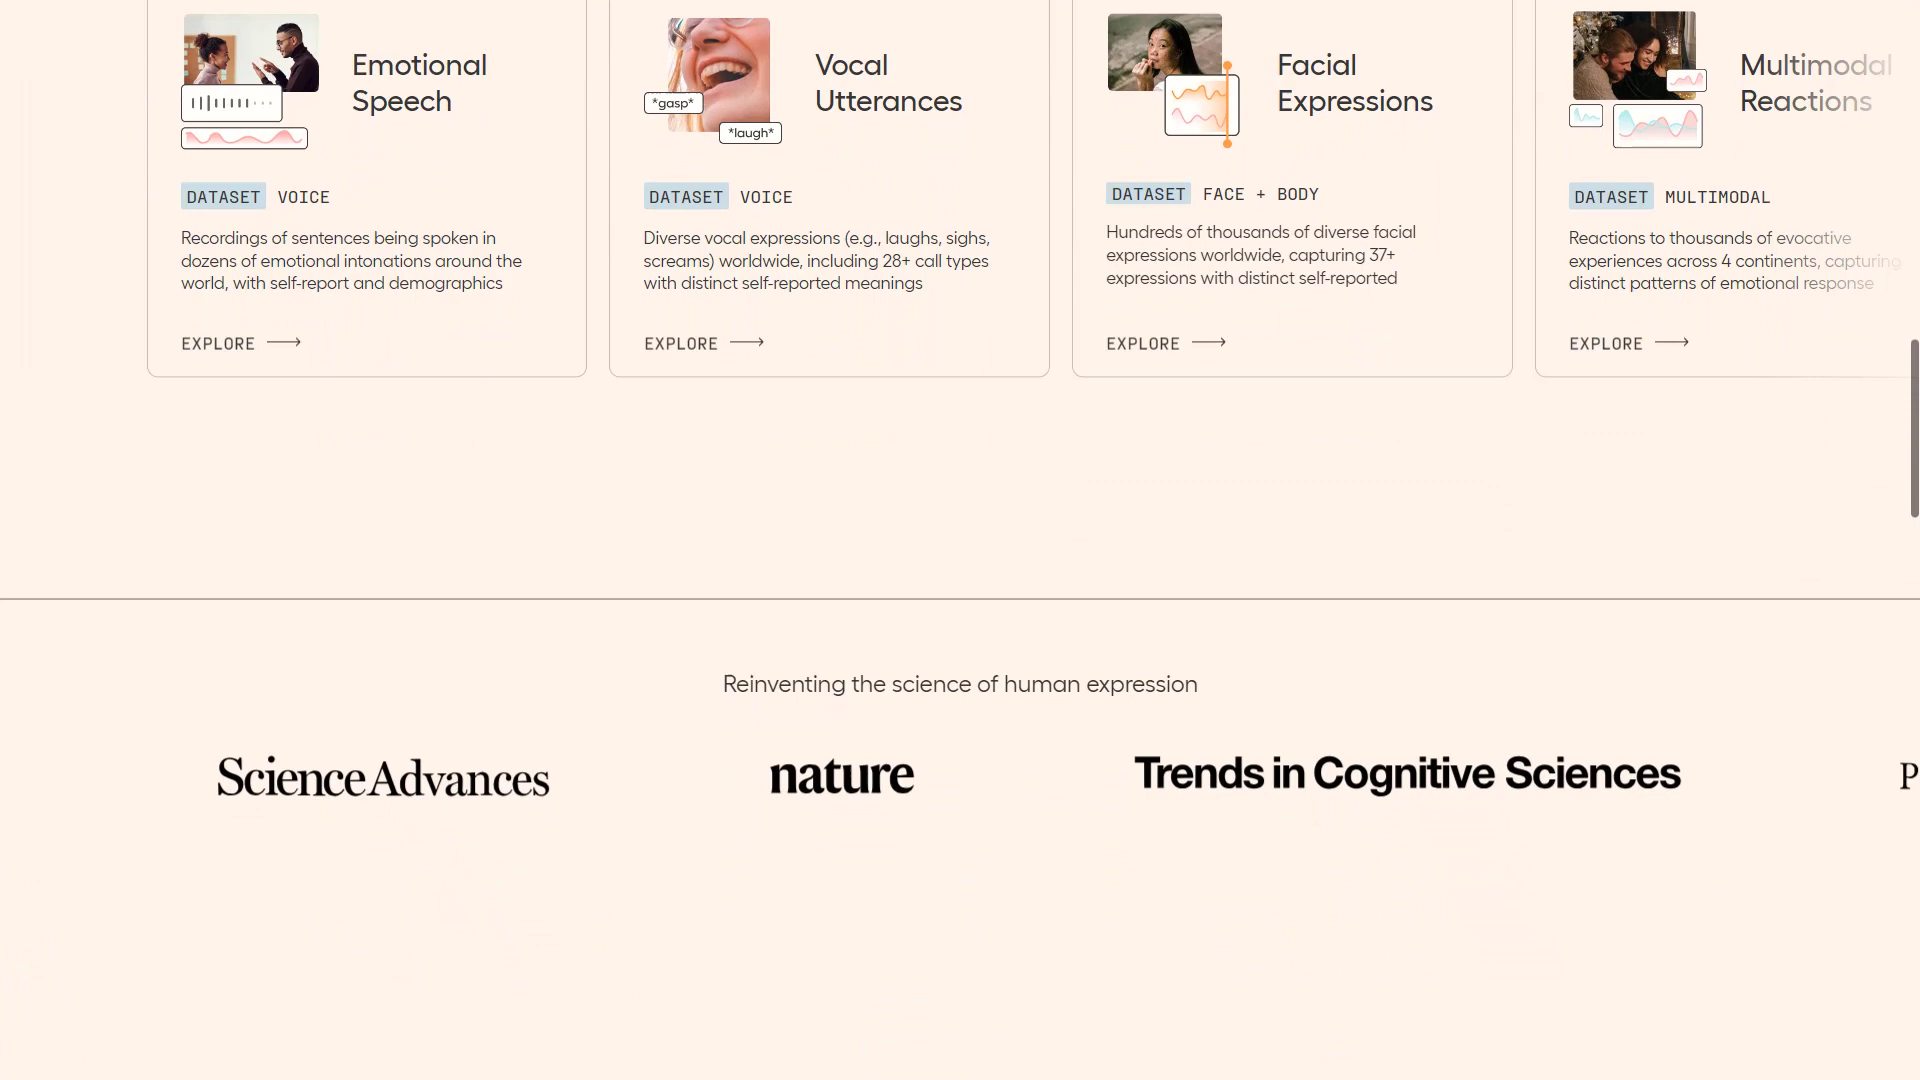 Emotional
Speech
DATASET VOICE
Recordings of sentences being spoken in
dozens of emotional intonations around the
world, with self-report and demographics
EXPLORE
*gasp*
*laugh*
Vocal
Utterances
DATASET VOICE
Diverse vocal expressions (e.g., laughs, sighs,
screams) worldwide, including 28+ call types
with distinct self-reported meanings
EXPLORE
Facial
Expressions
DATASET FACE + BODY
Hundreds of thousands of diverse facial
expressions worldwide, capturing 37+
expressions with distinct self-reported
EXPLORE
Multimodal
Reactions
DATASET MULTIMODAL
Reactions to thousands of evocative
experiences across 4 continents, capturing
distinct patterns of emotional response
EXPLORE
Reinventing the science of human expression
ScienceAdvances
nature
Trends in Cognitive Sciences
P